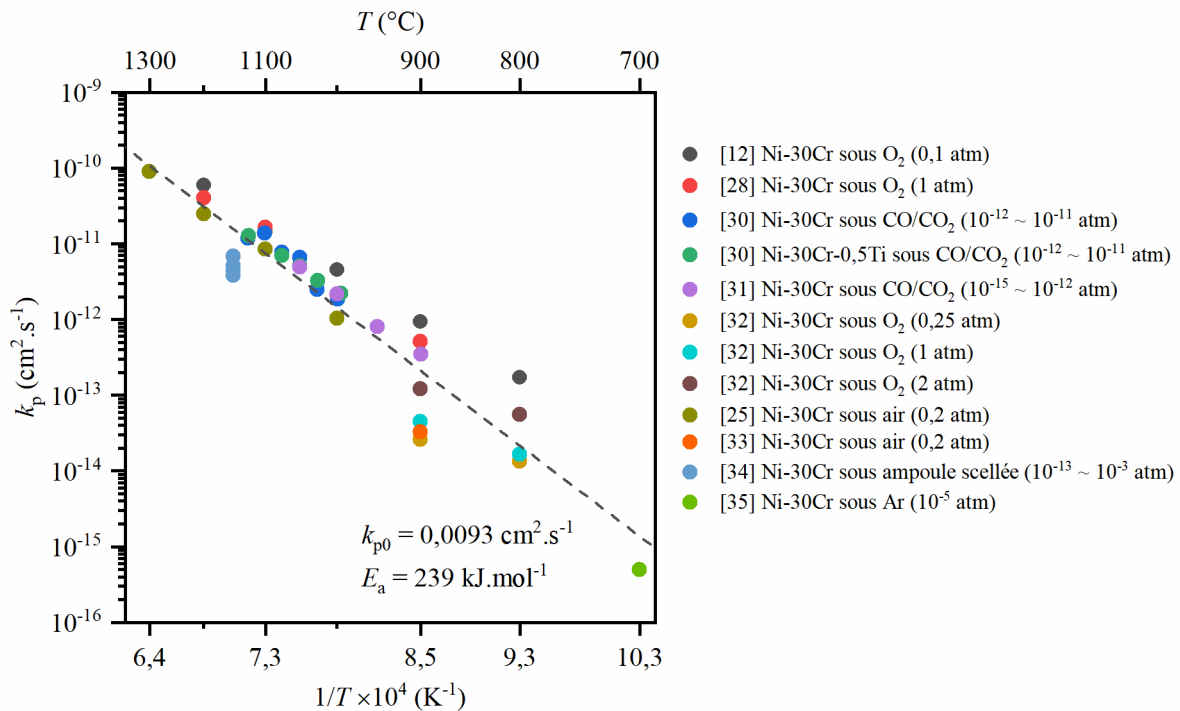 T (°C)
1300 1100 900 800 700
10⁻⁹
10⁻¹⁰
10⁻¹¹
10⁻¹²
10⁻¹³
10⁻¹⁴
10⁻¹⁵
10⁻¹⁶
kₚ (cm².s⁻¹)
kₚ₀ = 0,0093 cm².s⁻¹
Eₐ = 239 kJ.mol⁻¹
6,4 7,3 8,5 9,3 10,3
1/T ×10⁴ (K⁻¹)
[12] Ni-30Cr sous O₂ (0,1 atm)
[28] Ni-30Cr sous O₂ (1 atm)
[30] Ni-30Cr sous CO/CO₂ (10⁻¹² ~ 10⁻¹¹ atm)
[30] Ni-30Cr-0,5Ti sous CO/CO₂ (10⁻¹² ~ 10⁻¹¹ atm)
[31] Ni-30Cr sous CO/CO₂ (10⁻¹⁵ ~ 10⁻¹² atm)
[32] Ni-30Cr sous O₂ (0,25 atm)
[32] Ni-30Cr sous O₂ (1 atm)
[32] Ni-30Cr sous O₂ (2 atm)
[25] Ni-30Cr sous air (0,2 atm)
[33] Ni-30Cr sous air (0,2 atm)
[34] Ni-30Cr sous ampoule scellée (10⁻¹³ ~ 10⁻³ atm)
[35] Ni-30Cr sous Ar (10⁻⁵ atm)